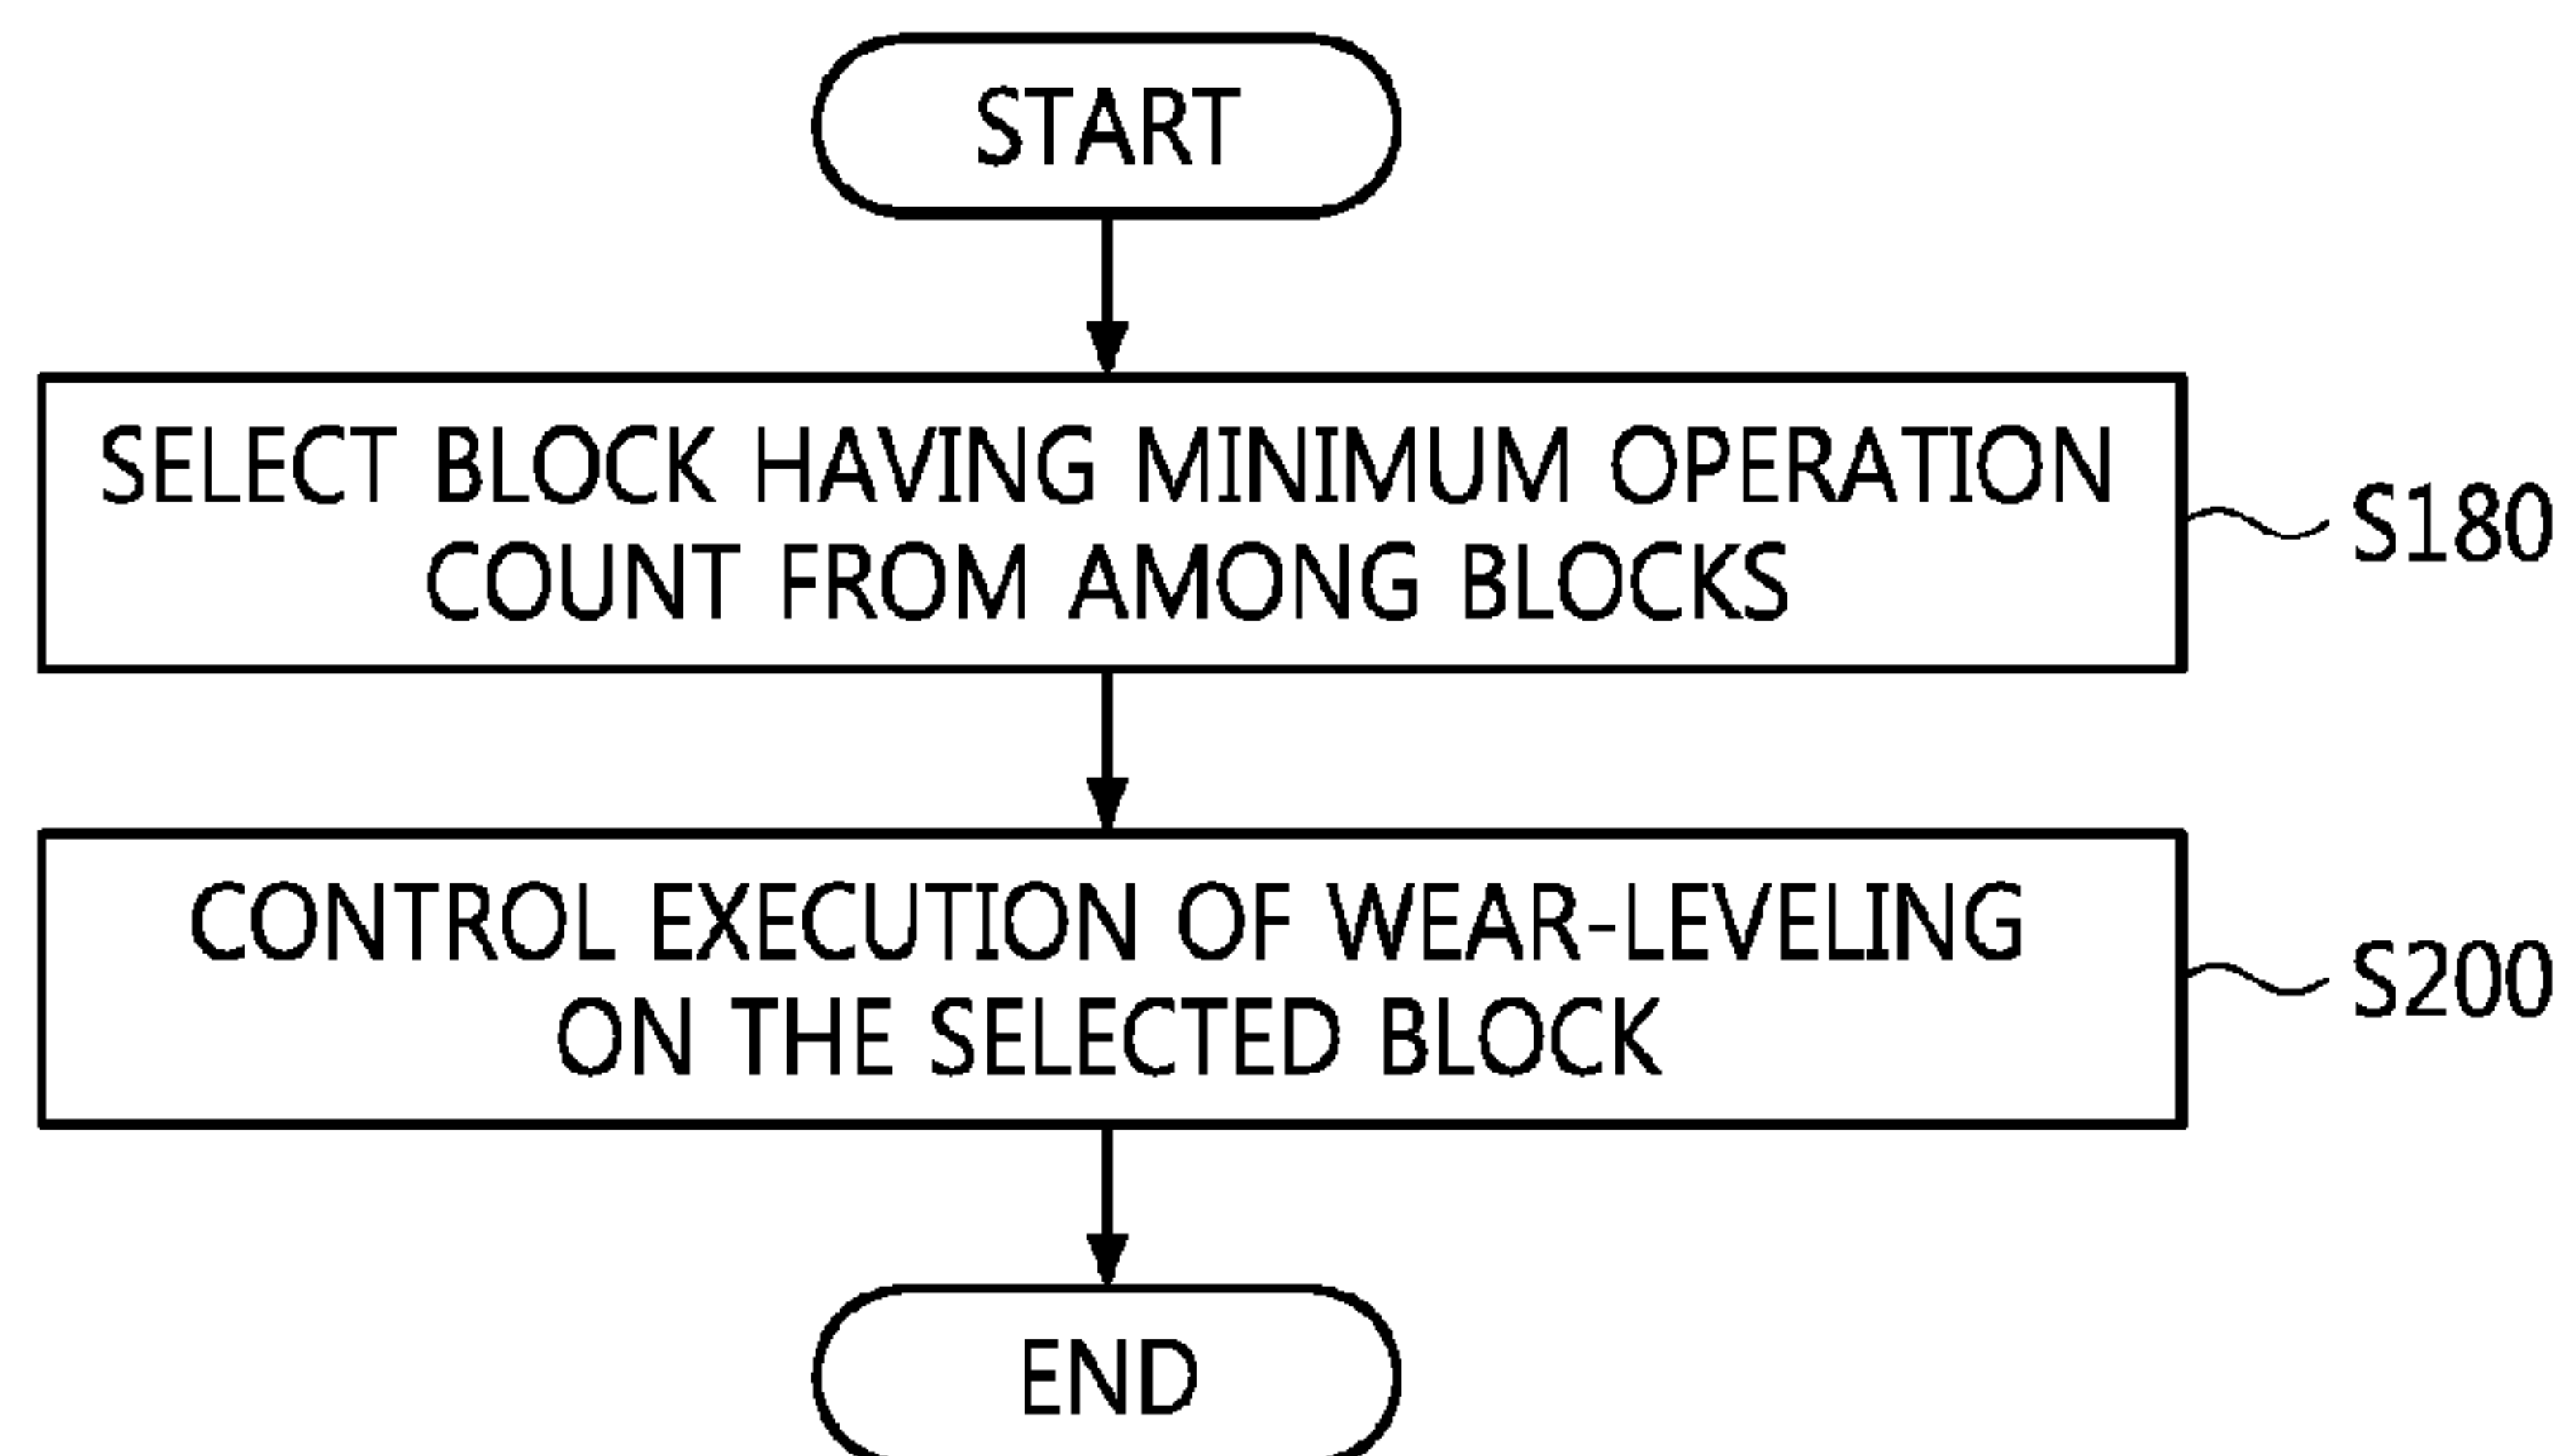 START
SELECT BLOCK HAVING MINIMUM OPERATION
COUNT FROM AMONG BLOCKS
S180
CONTROL EXECUTION OF WEAR-LEVELING
ON THE SELECTED BLOCK
S200
END